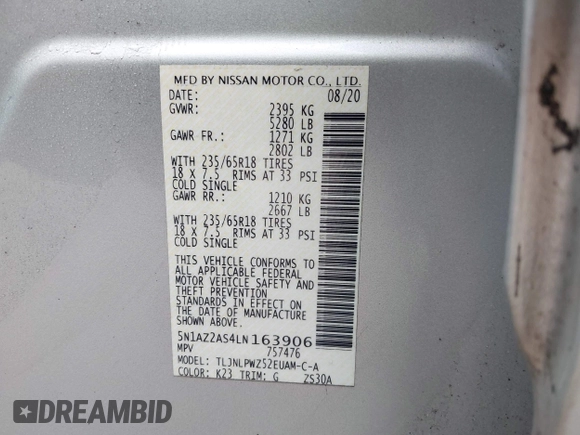 MFD BY NISSAN MOTOR CO., LTD.
DATE: 08/20
GVWR: 2395 KG
5280 LB
GAWR FR.: 1271 KG
2802 LB
WITH 235/65R18 TIRES
18 X 7.5 RIMS AT 33 PSI
COLD SINGLE
GAWR RR.: 1210 KG
2667 LB
WITH 235/65R18 TIRES
18 X 7.5 RIMS AT 33 PSI
COLD SINGLE
THIS VEHICLE CONFORMS TO
ALL APPLICABLE FEDERAL
MOTOR VEHICLE SAFETY AND
THEFT PREVENTION
STANDARDS IN EFFECT ON
THE DATE OF MANUFACTURE
SHOWN ABOVE.
5N1AZ2AS4LN163906
MPV 757476
MODEL: TLJNLPWZ52EUAM-C-A
COLOR: K23 TRIM: G ZS30A
DREAMBID